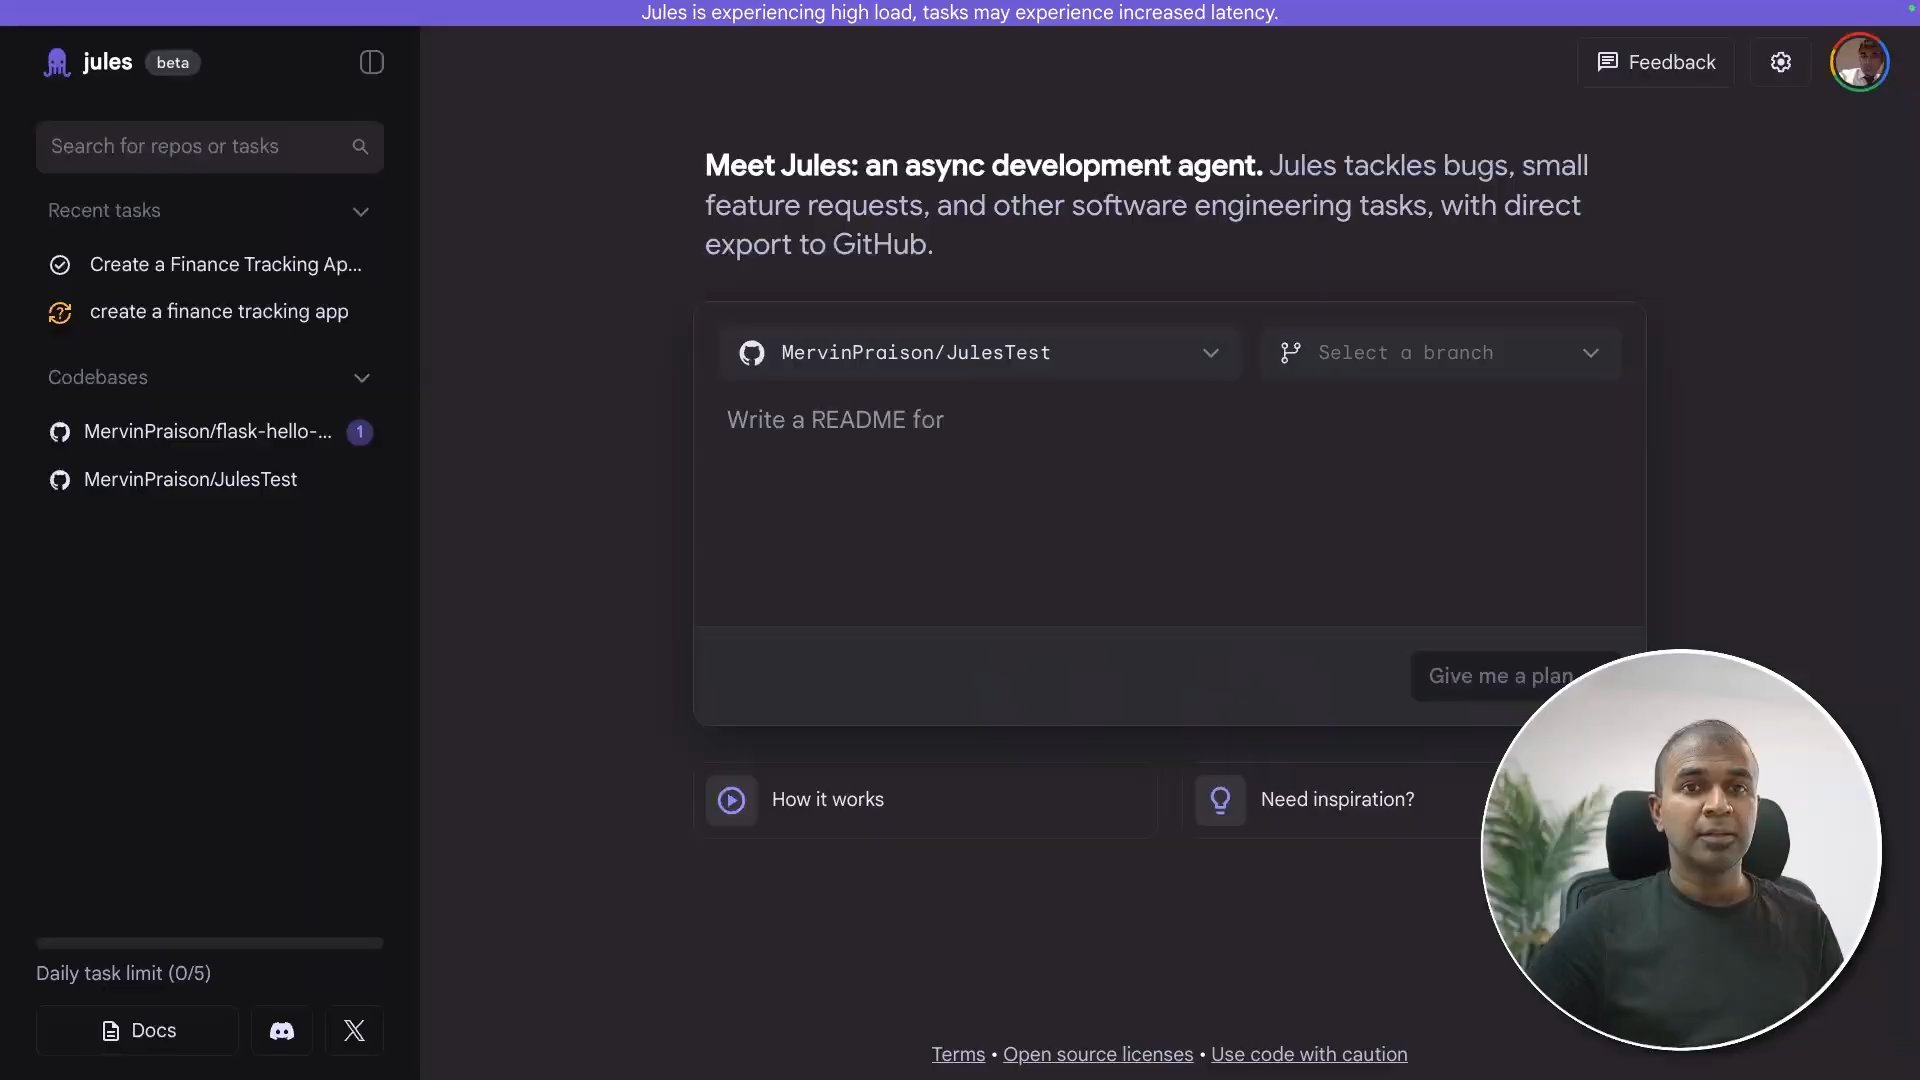 Jules is experiencing high load, tasks may experience increased latency.
jules beta
Feedback
Search for repos or tasks
Recent tasks
Create a Finance Tracking Ap...
create a finance tracking app
Codebases
MervinPraison/flask-hello-... 1
MervinPraison/JulesTest
Daily task limit (0/5)
Docs
Meet Jules: an async development agent. Jules tackles bugs, small
feature requests, and other software engineering tasks, with direct
export to GitHub.
MervinPraison/JulesTest
Select a branch
Write a README for
Give me a plan
How it works
Need inspiration?
Terms • Open source licenses • Use code with caution